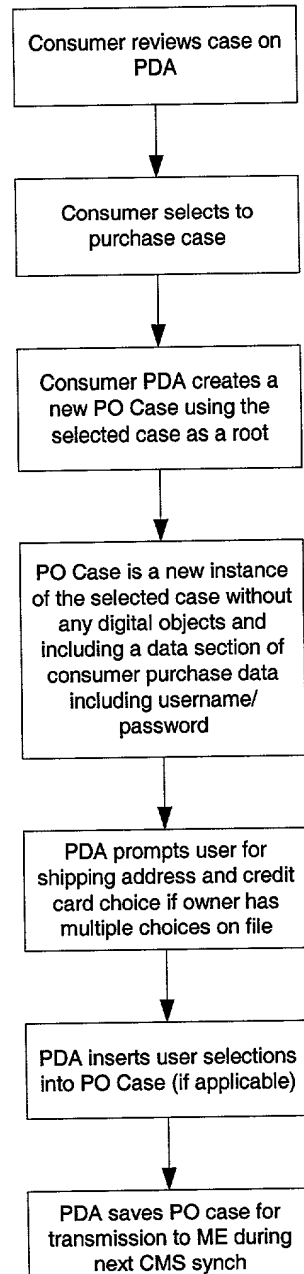 Consumer reviews case on
PDA
Consumer selects to
purchase case
Consumer PDA creates a
new PO Case using the
selected case as a root
PO Case is a new instance
of the selected case without
any digital objects and
including a data section of
consumer purchase data
including username/
password
PDA prompts user for
shipping address and credit
card choice if owner has
multiple choices on file
PDA inserts user selections
into PO Case (if applicable)
PDA saves PO case for
transmission to ME during
next CMS synch